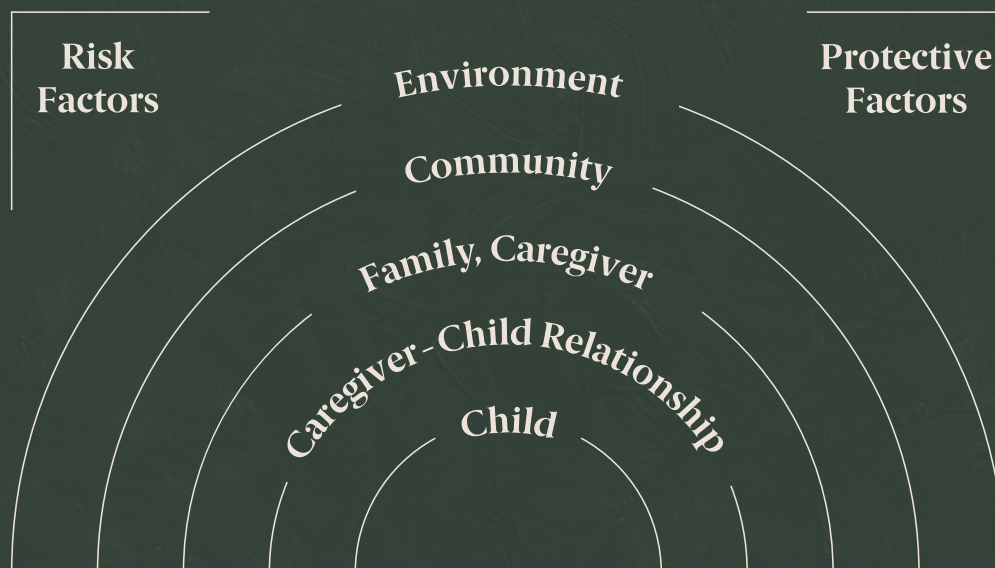 Risk
Factors
Protective
Factors
Environment
Community
Family, Caregiver
Caregiver-Child Relationship
Child